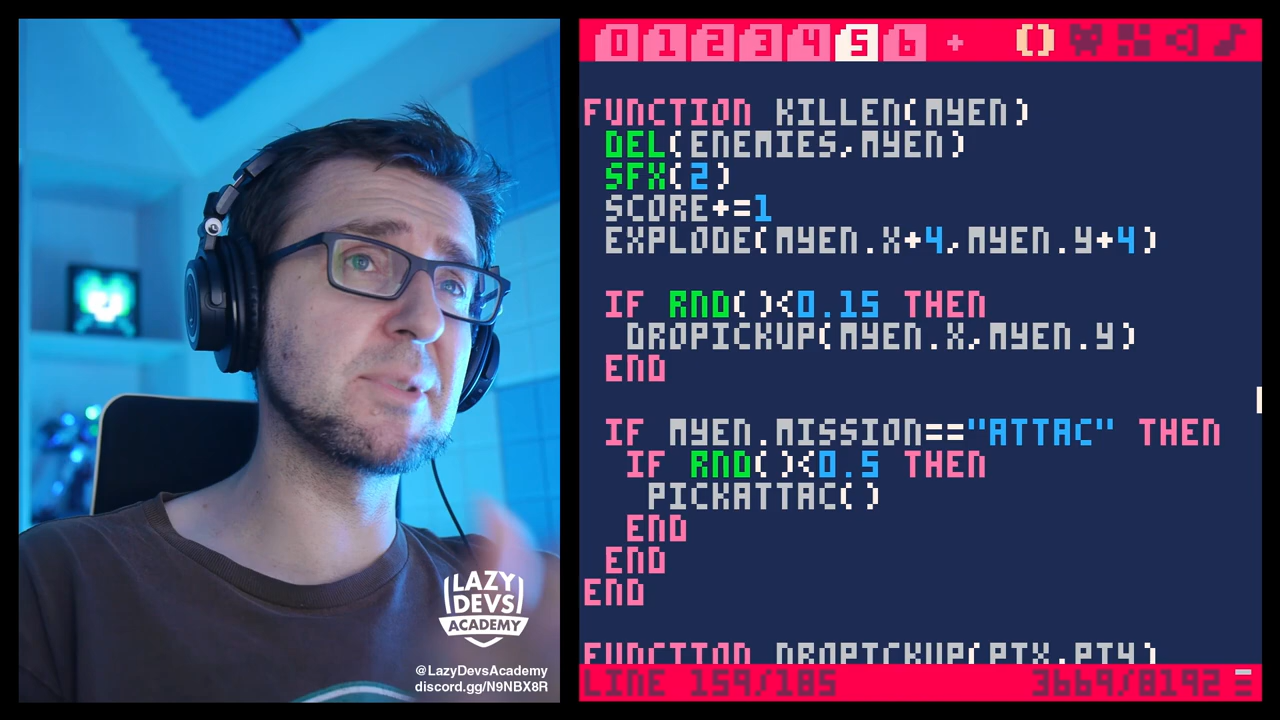 LAZY
DEVS
ACADEMY
@LazyDevsAcademy
discord.gg/N9NBX8R
0 1 2 3 4 5 6 + ()
FUNCTION KILLEN(MYEN)
DEL(ENEMIES,MYEN)
SFX(2)
SCORE+=1
EXPLODE(MYEN.X+4,MYEN.Y+4)
IF RND()<0.15 THEN
DROPICKUP(MYEN.X,MYEN.Y)
END
IF MYEN.MISSION=="ATTAC" THEN
IF RND()<0.5 THEN
PICKATTAC()
END
END
END
FUNCTION DROPICKUP(PIX,PIY)
LINE 159/185
3669/8192